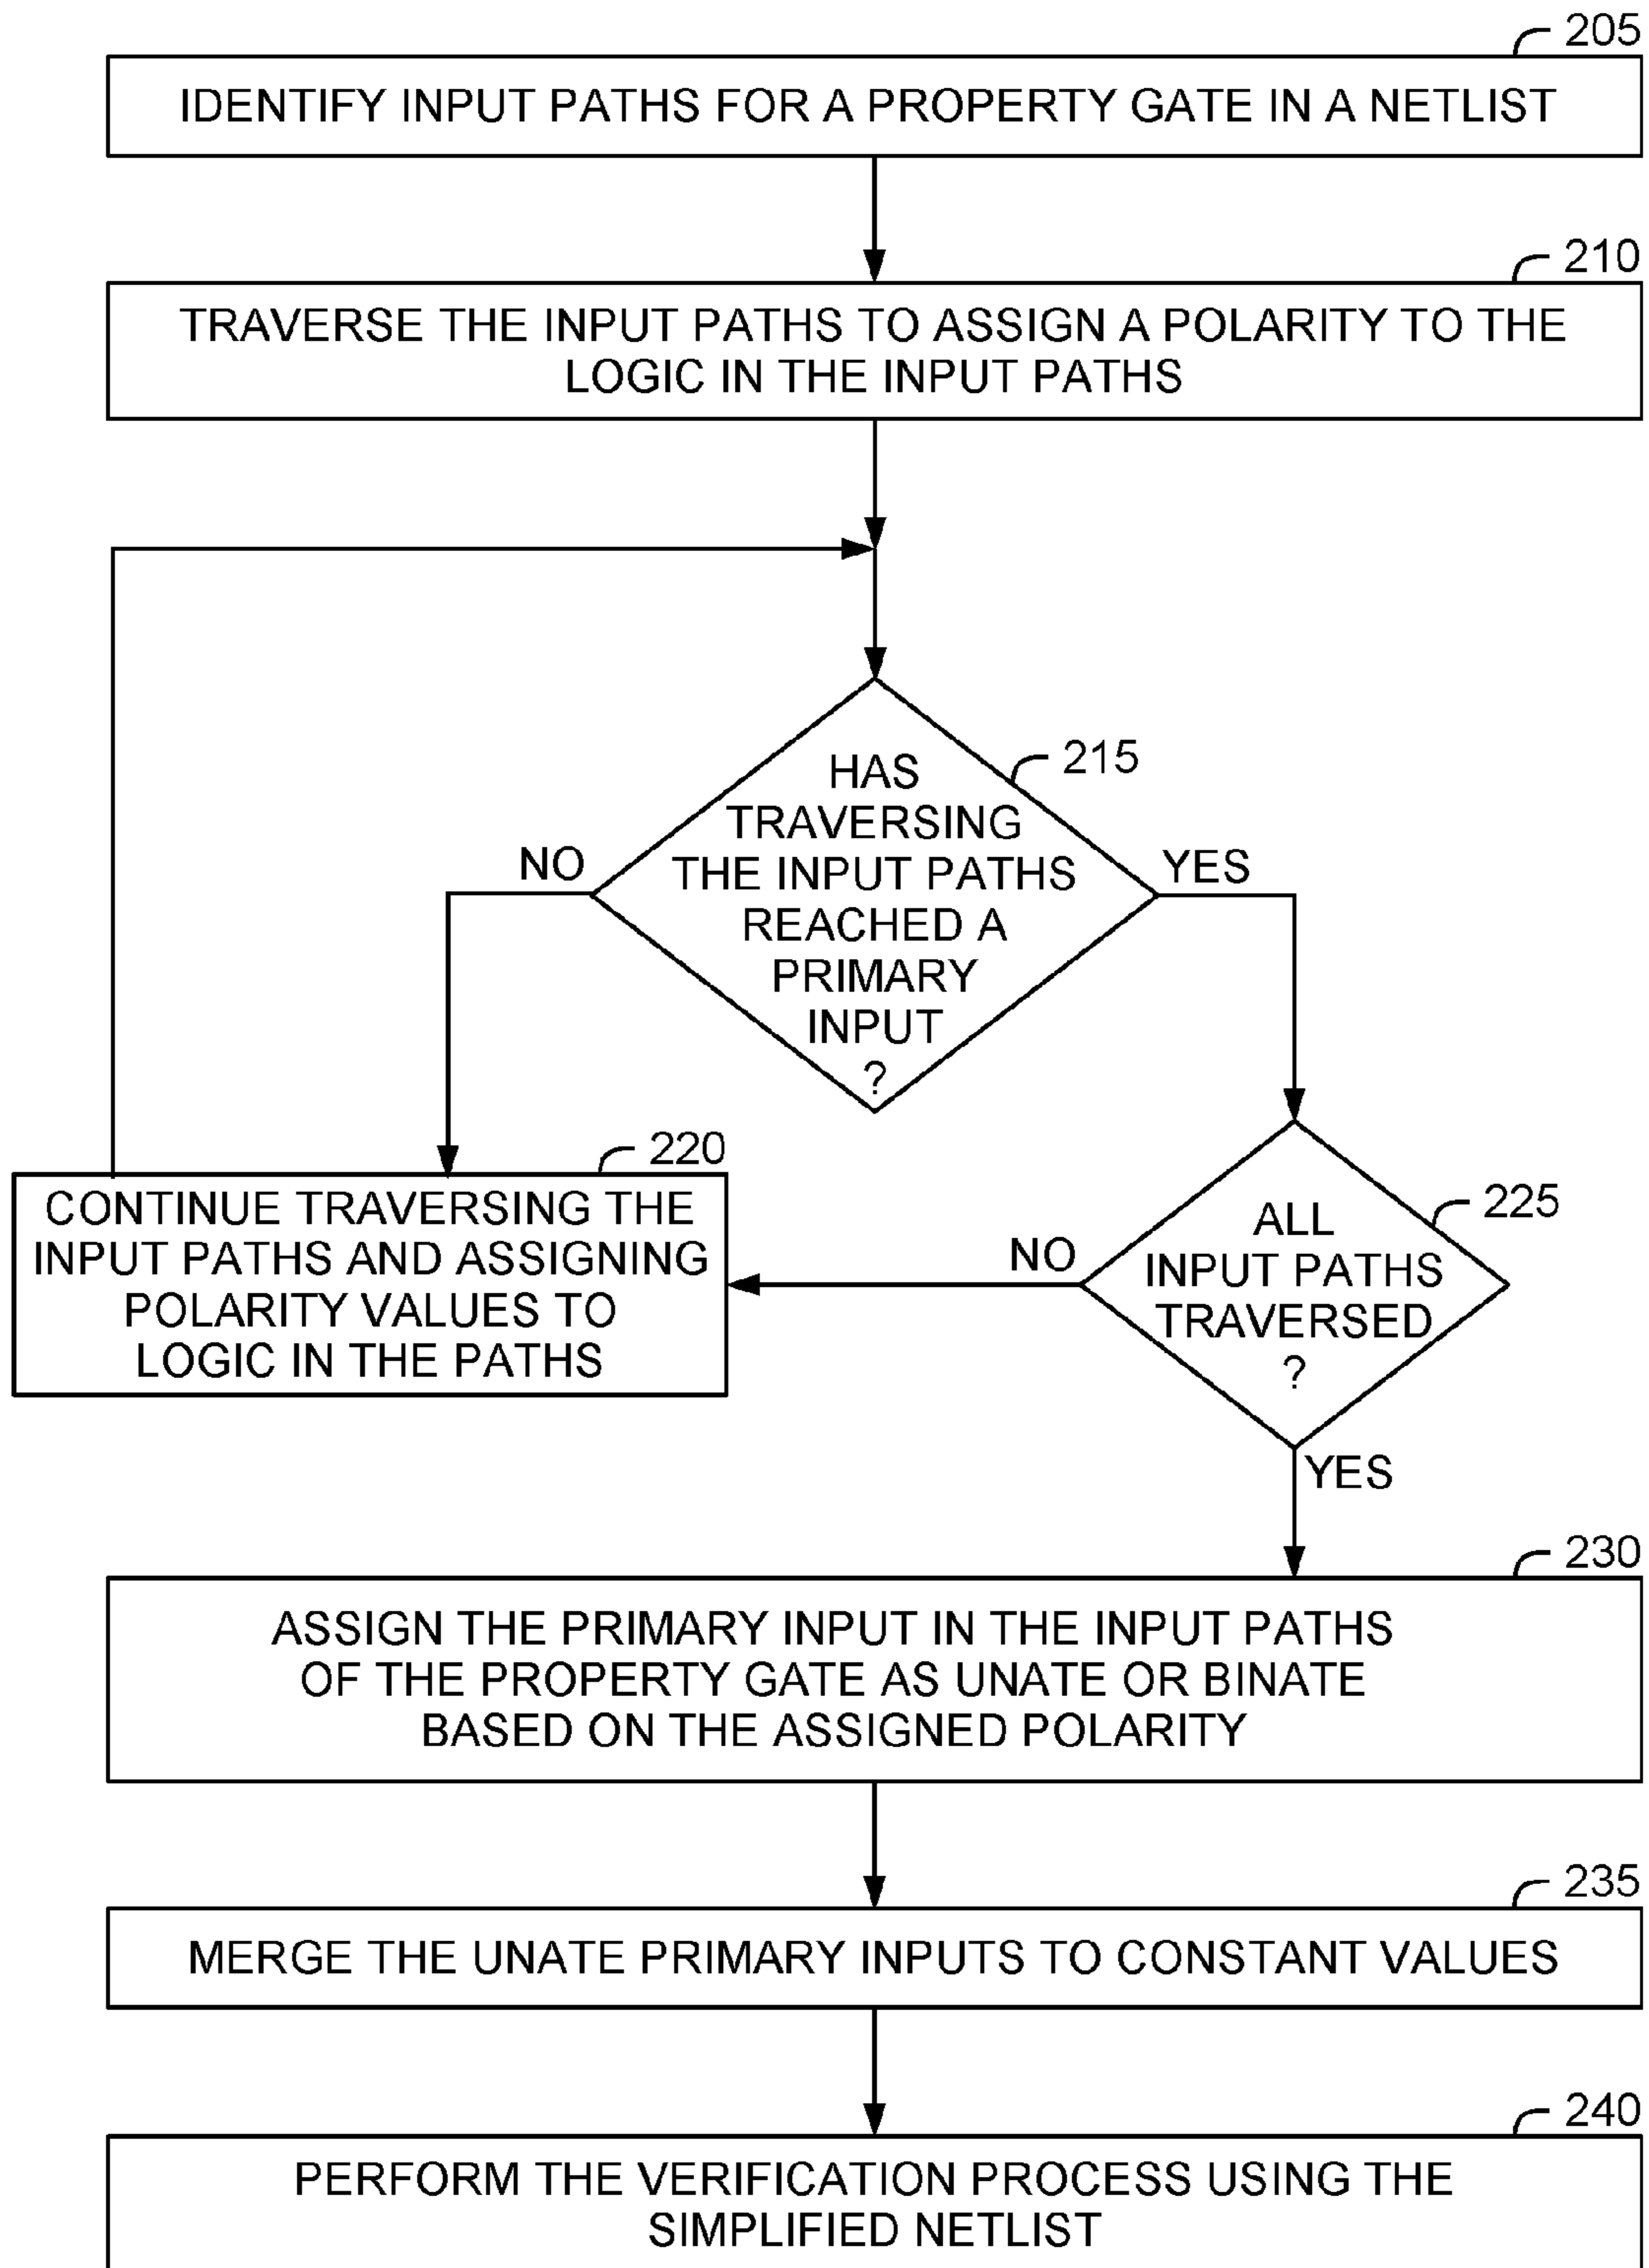 205
IDENTIFY INPUT PATHS FOR A PROPERTY GATE IN A NETLIST
210
TRAVERSE THE INPUT PATHS TO ASSIGN A POLARITY TO THE
LOGIC IN THE INPUT PATHS
215
HAS
TRAVERSING
THE INPUT PATHS
REACHED A
PRIMARY
INPUT
?
NO
YES
220
CONTINUE TRAVERSING THE
INPUT PATHS AND ASSIGNING
POLARITY VALUES TO
LOGIC IN THE PATHS
225
ALL
INPUT PATHS
TRAVERSED
?
NO
YES
230
ASSIGN THE PRIMARY INPUT IN THE INPUT PATHS
OF THE PROPERTY GATE AS UNATE OR BINATE
BASED ON THE ASSIGNED POLARITY
235
MERGE THE UNATE PRIMARY INPUTS TO CONSTANT VALUES
240
PERFORM THE VERIFICATION PROCESS USING THE
SIMPLIFIED NETLIST